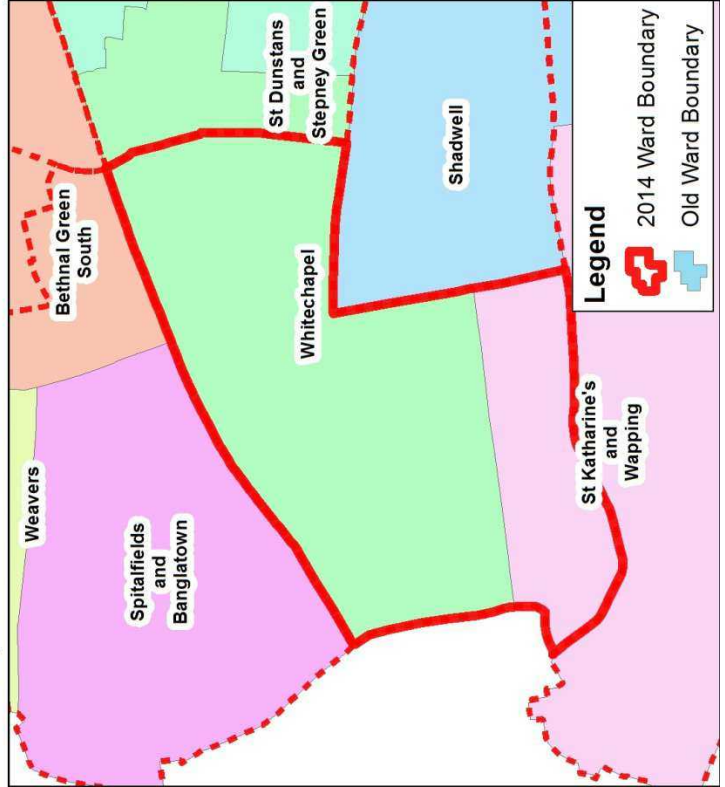 Weavers
Spitalfields
and
Banglatown
Bethnal Green
South
St Dunstans
and
Stepney Green
Whitechapel
Shadwell
St Katharine's
and
Wapping
Legend
2014 Ward Boundary
Old Ward Boundary